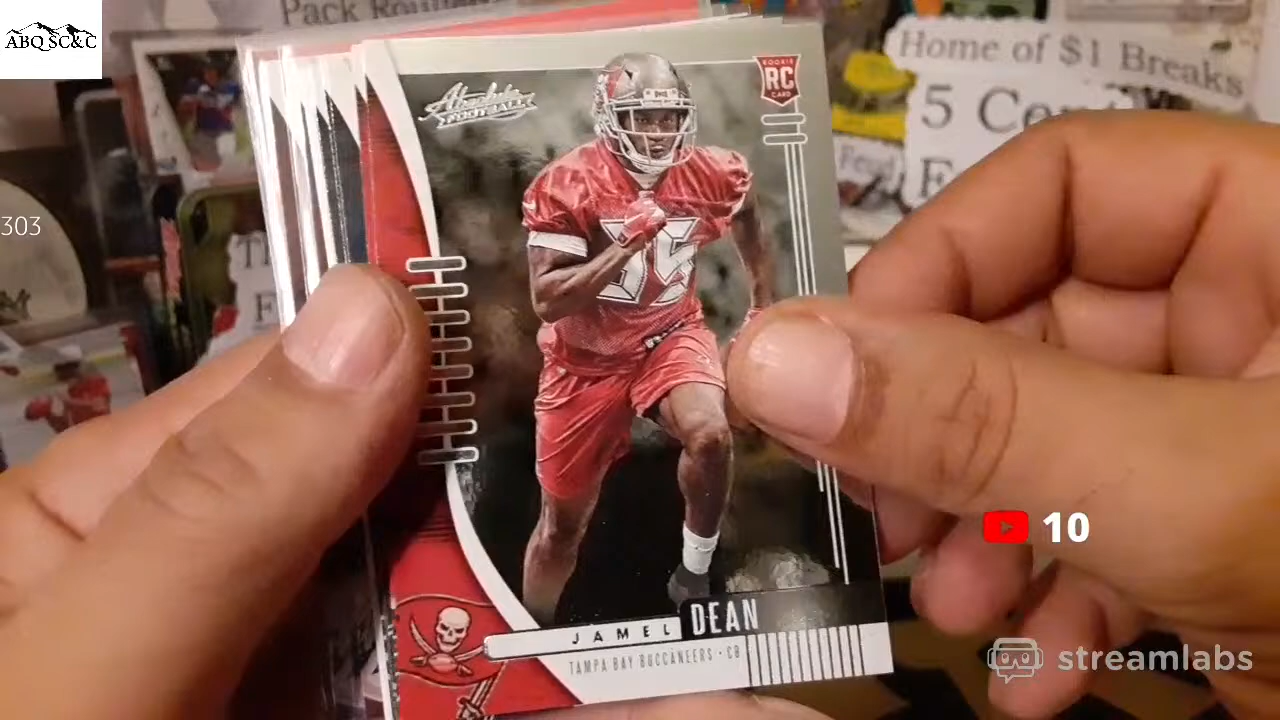 ABQ SC&C
Pack
Home of $1 Breaks
5
303
Absolute
FOOTBALL
ROOKIE
RC
CARD
35
JAMEL DEAN
TAMPA BAY BUCCANEERS • CB
10
streamlabs